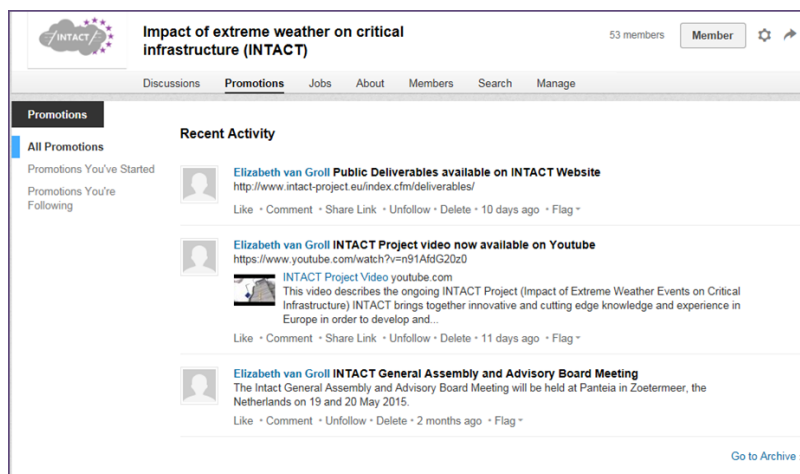 INTACT
Impact of extreme weather on critical
infrastructure (INTACT)
53 members
Member
Discussions Promotions Jobs About Members Search Manage
Promotions
All Promotions
Promotions You've Started
Promotions You're
Following
Recent Activity
Elizabeth van Groll Public Deliverables available on INTACT Website
http://www.intact-project.eu/index.cfm/deliverables/
Like • Comment • Share Link • Unfollow • Delete • 10 days ago • Flag
Elizabeth van Groll INTACT Project video now available on Youtube
https://www.youtube.com/watch?v=n91AfdG20z0
INTACT Project Video youtube.com
This video describes the ongoing INTACT Project (Impact of Extreme Weather Events on Critical
Infrastructure) INTACT brings together innovative and cutting edge knowledge and experience in
Europe in order to develop and...
Like • Comment • Share Link • Unfollow • Delete • 11 days ago • Flag
Elizabeth van Groll INTACT General Assembly and Advisory Board Meeting
The Intact General Assembly and Advisory Board Meeting will be held at Panteia in Zoetermeer, the
Netherlands on 19 and 20 May 2015.
Like • Comment • Unfollow • Delete • 2 months ago • Flag
Go to Archive